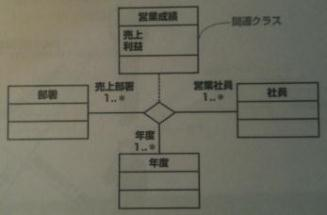 営業成績
売上
利益
関連クラス
部署
売上部署
1..*
営業社員
1..*
社員
年度
1..*
年度